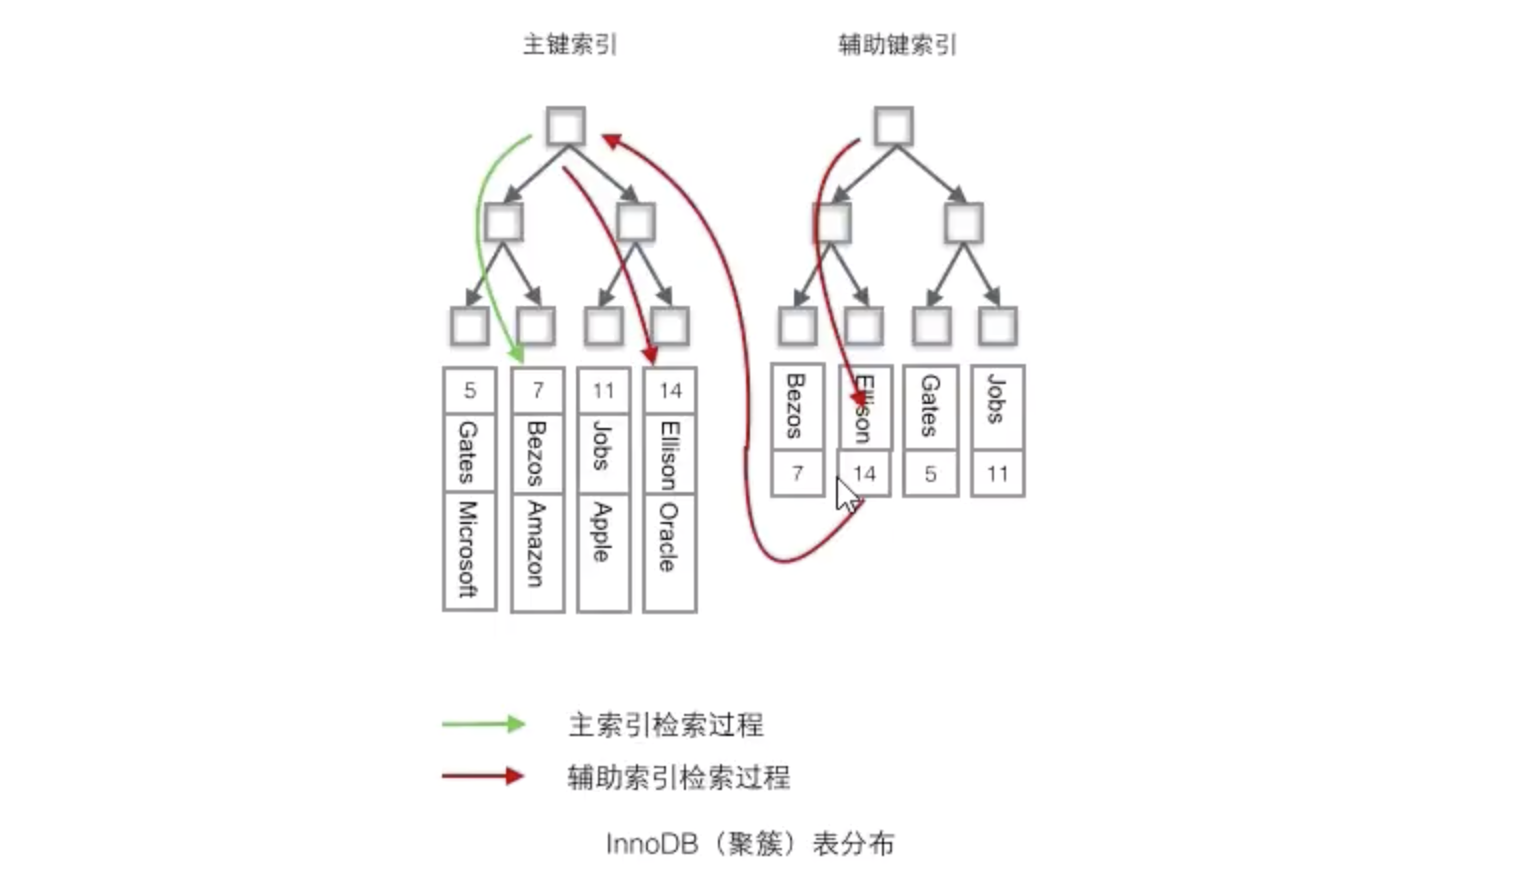 主键索引
辅助键索引
5
7
11
14
Gates
Bezos
Jobs
Ellison
Microsoft
Amazon
Apple
Oracle
Bezos
Ellison
Gates
Jobs
7
14
5
11
主索引检索过程
辅助索引检索过程
InnoDB（聚簇）表分布